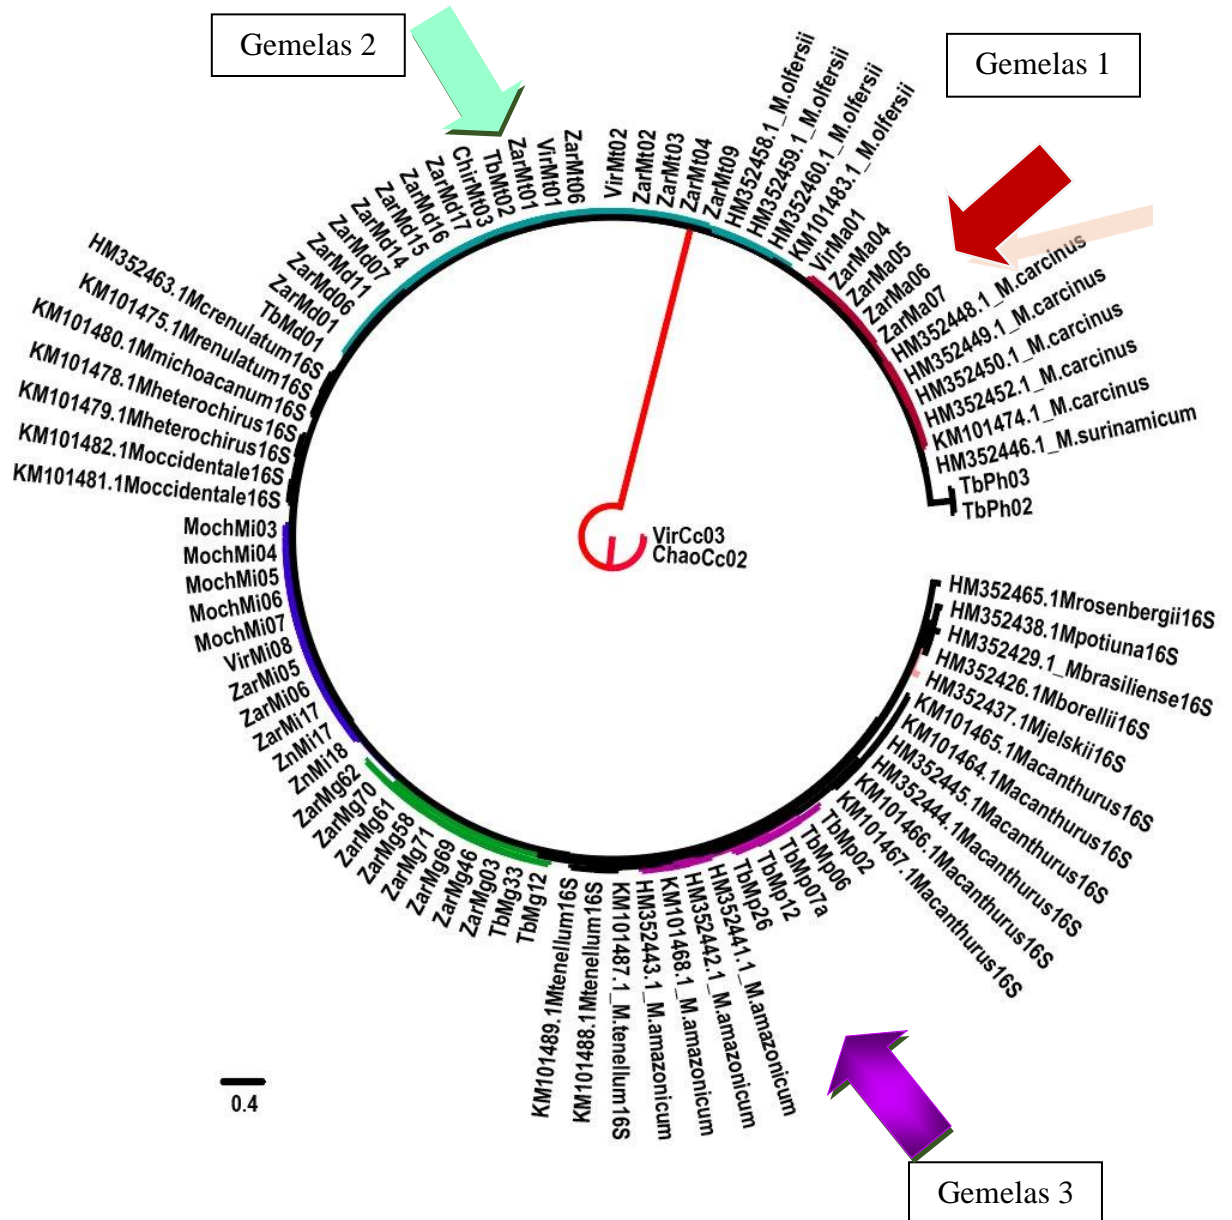 Gemelas 2
Gemelas 1
HM352463.1Mcrenulatum16S
KM101475.1Mrenulatum16S
KM101480.1Mmichoacanum16S
KM101478.1Mheterochirus16S
KM101479.1Mheterochirus16S
KM101482.1Moccidentale16S
KM101481.1Moccidentale16S
TbMd01
ZarMd01
ZarMd06
ZarMd11
ZarMd07
ZarMd14
ZarMd15
ZarMd16
ZarMd17
ChirMt03
TbMt02
ZarMt01
VirMt01
ZarMt06
VirMt02
ZarMt02
ZarMt03
ZarMt04
ZarMt09
HM352458.1_M.olfersii
HM352459.1_M.olfersii
HM352460.1_M.olfersii
KM101483.1_M.olfersii
VirMa01
ZarMa04
ZarMa05
ZarMa06
ZarMa07
HM352448.1_M.carcinus
HM352449.1_M.carcinus
HM352450.1_M.carcinus
HM352452.1_M.carcinus
KM101474.1_M.carcinus
HM352446.1_M.surinamicum
TbPh03
TbPh02
VirCc03
ChaoCc02
HM352465.1Mrosenbergii16S
HM352438.1Mpotiuna16S
HM352429.1_Mbrasiliense16S
HM352426.1Mborellii16S
HM352437.1Mjelskii16S
KM101465.1Macanthurus16S
KM101464.1Macanthurus16S
HM352445.1Macanthurus16S
HM352444.1Macanthurus16S
KM101466.1Macanthurus16S
KM101467.1Macanthurus16S
TbMp02
TbMp06
TbMp07a
TbMp12
TbMp26
HM352441.1_M.amazonicum
HM352442.1_M.amazonicum
KM101468.1_M.amazonicum
HM352443.1_M.amazonicum
KM101487.1_M.tenellum16S
KM101488.1Mtenellum16S
KM101489.1Mtenellum16S
TbMg12
TbMg33
ZarMg03
ZarMg46
ZarMg69
ZarMg71
ZarMg58
ZarMg61
ZarMg70
ZarMg62
ZnMi18
ZnMi17
ZarMi17
ZarMi06
ZarMi05
VirMi08
MochMi07
MochMi06
MochMi05
MochMi04
MochMi03
0.4
Gemelas 3